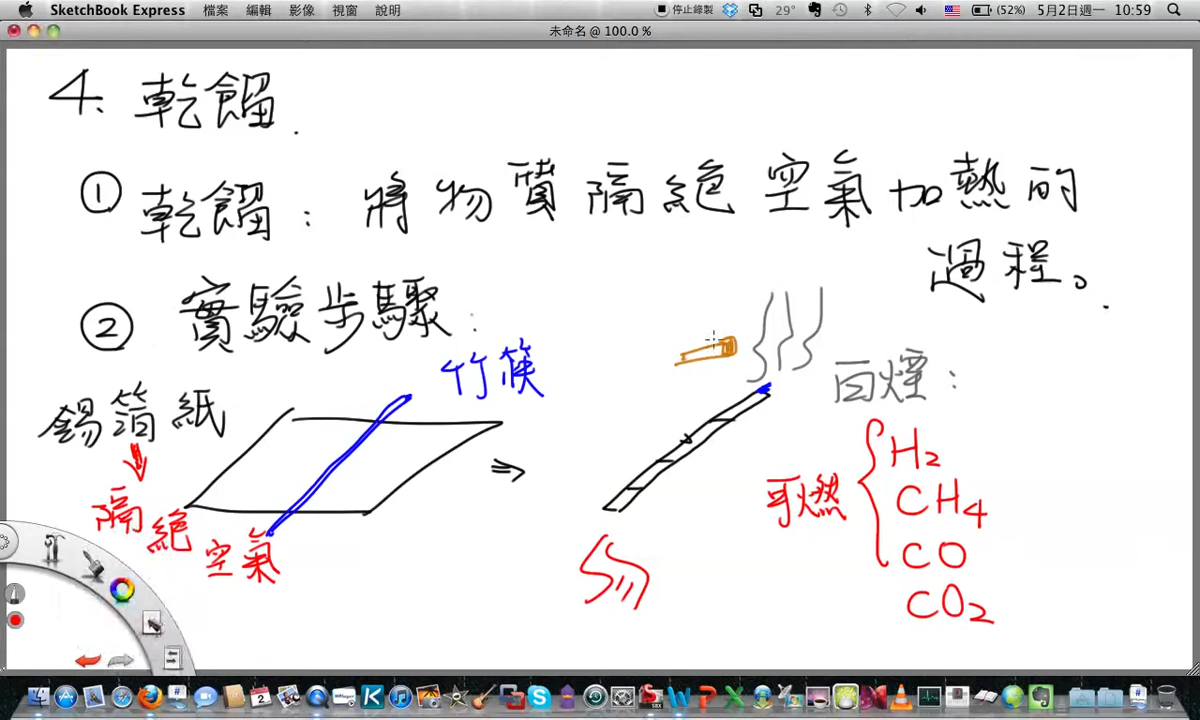 SketchBook Express 檔案 編輯 影像 視窗 說明 停止錄製 29° (52%) 5月2日週一 10:59
未命名 @ 100.0 %
4. 乾餾.
① 乾餾: 將物質隔絕空氣加熱的
過程。
② 實驗步驟:
竹筷
錫箔紙
隔絕空氣
白煙:
可燃
H2
CH4
CO
CO2